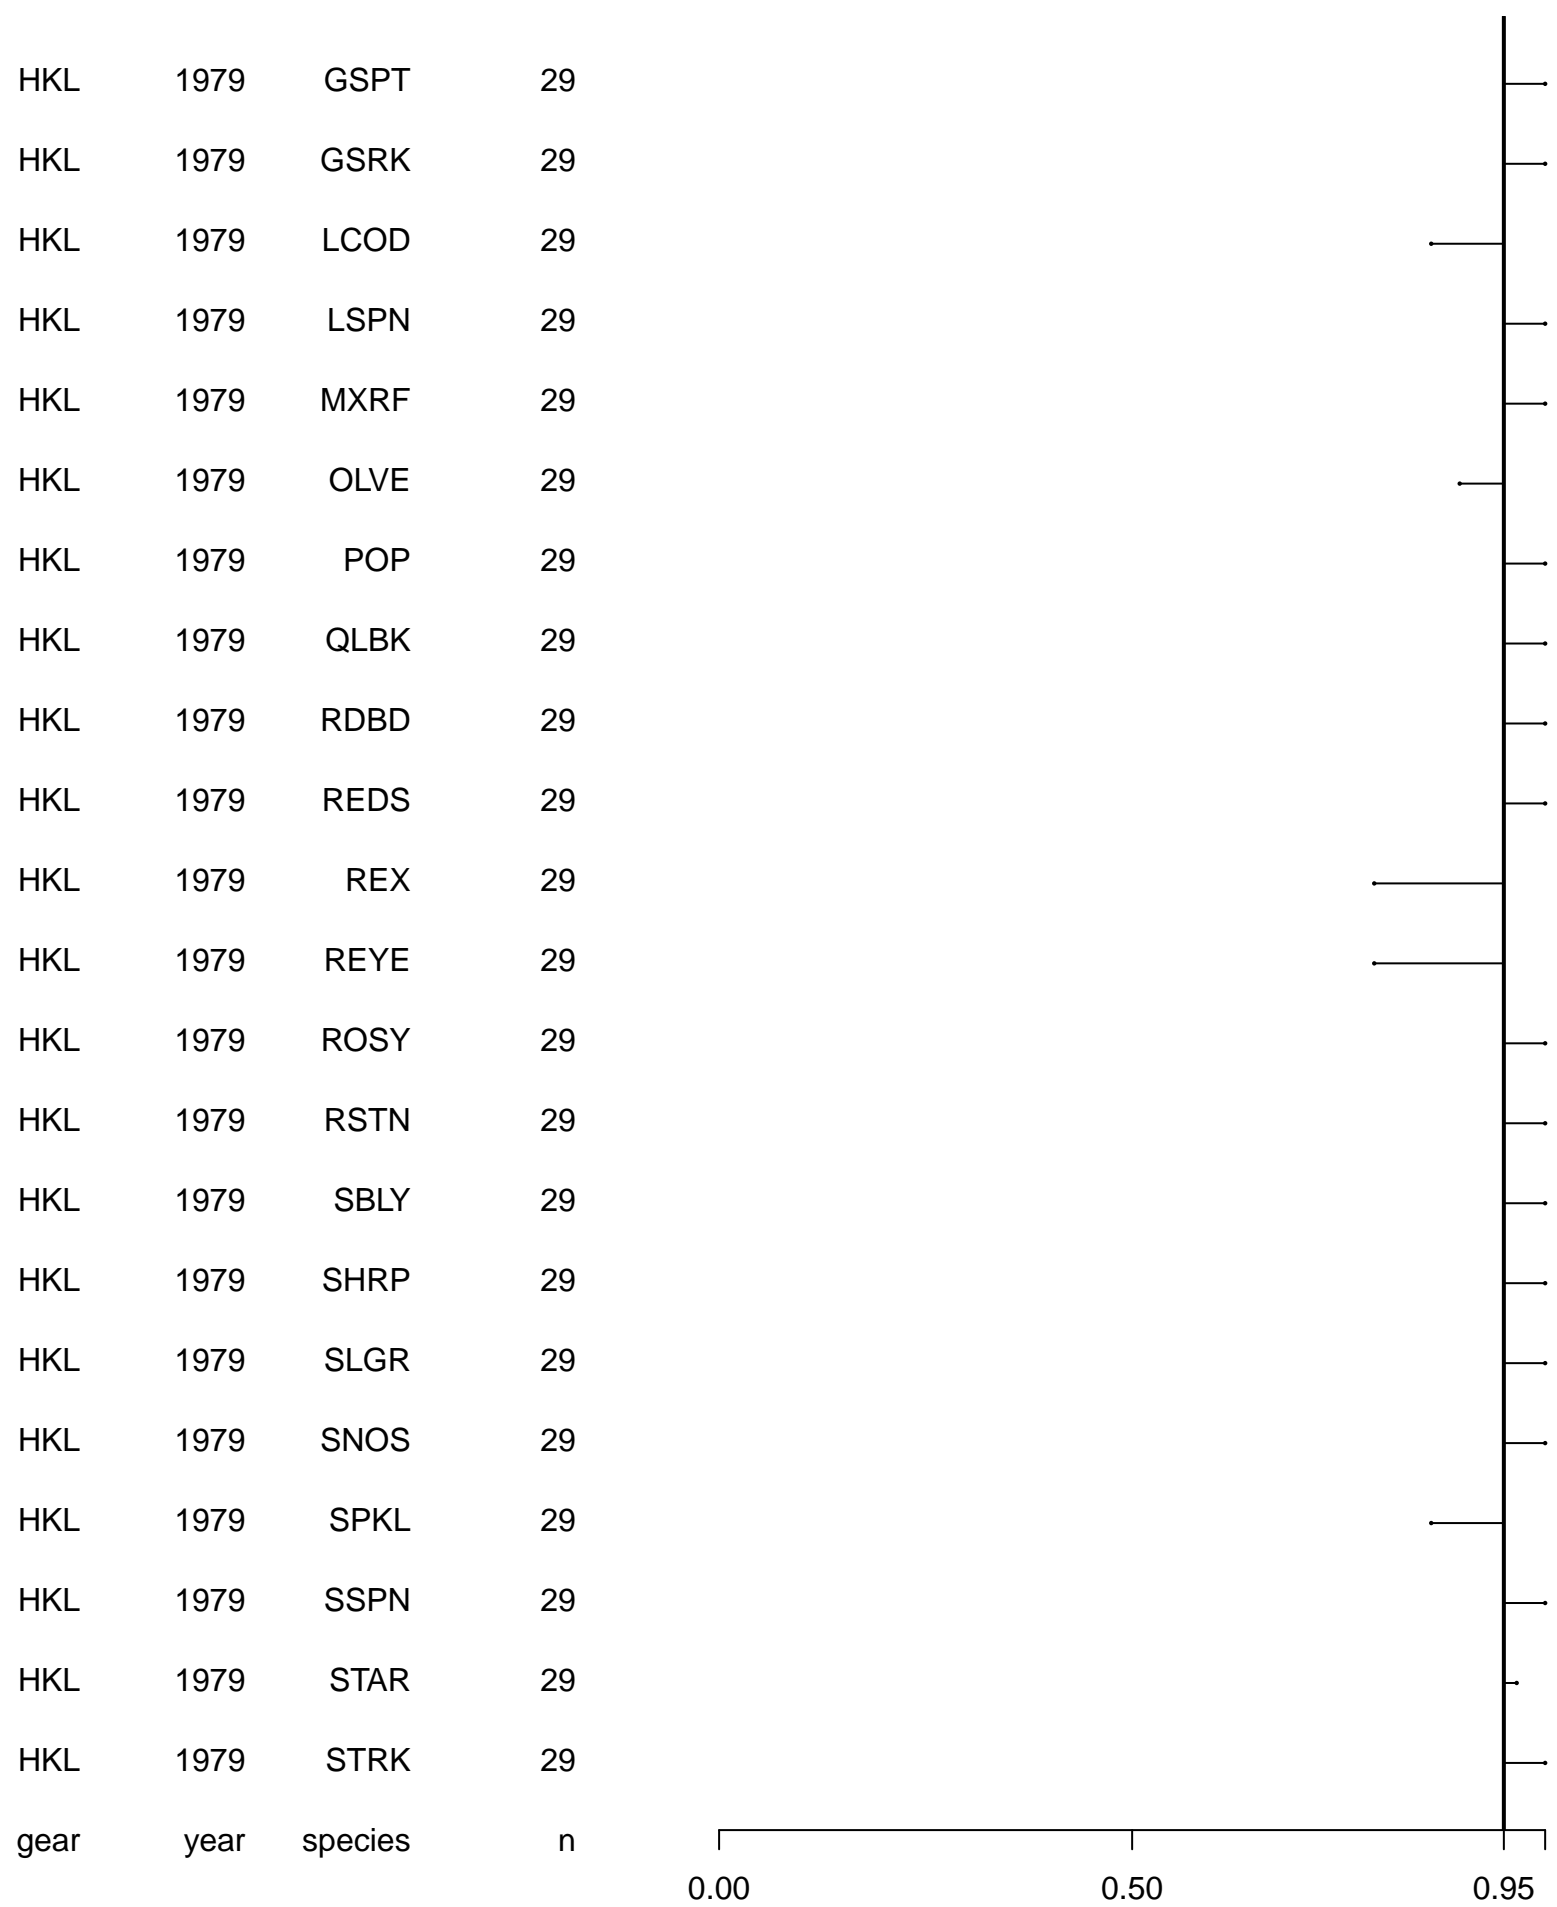 HKL 1979 GSPT 29
HKL 1979 GSRK 29
HKL 1979 LCOD 29
HKL 1979 LSPN 29
HKL 1979 MXRF 29
HKL 1979 OLVE 29
HKL 1979 POP 29
HKL 1979 QLBK 29
HKL 1979 RDBD 29
HKL 1979 REDS 29
HKL 1979 REX 29
HKL 1979 REYE 29
HKL 1979 ROSY 29
HKL 1979 RSTN 29
HKL 1979 SBLY 29
HKL 1979 SHRP 29
HKL 1979 SLGR 29
HKL 1979 SNOS 29
HKL 1979 SPKL 29
HKL 1979 SSPN 29
HKL 1979 STAR 29
HKL 1979 STRK 29
gear year species n
0.00 0.50 0.95